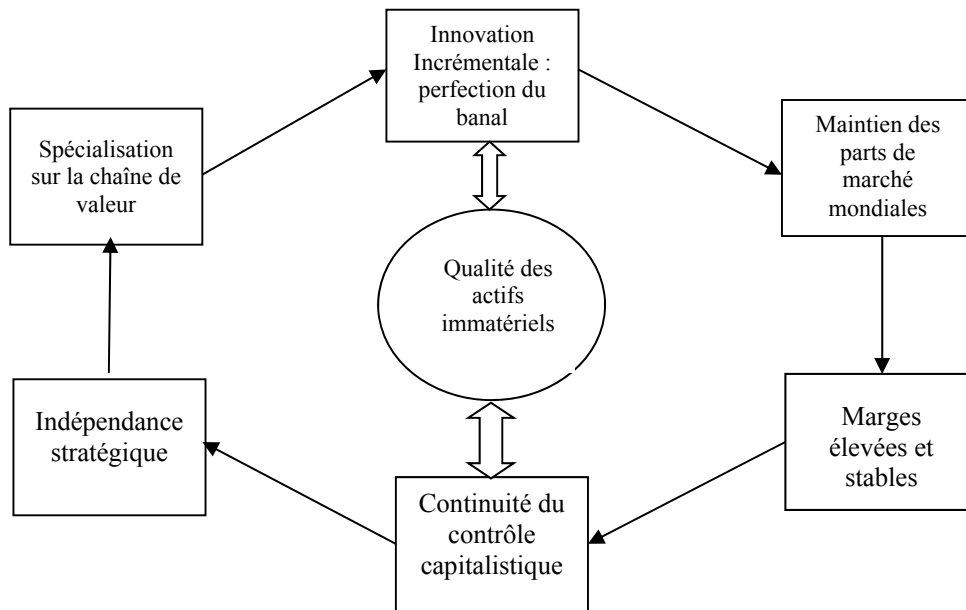 Innovation
Incrémentale :
perfection du
banal
Spécialisation
sur la chaîne de
valeur
Maintien des
parts de
marché
mondiales
Qualité des
actifs
immatériels
Indépendance
stratégique
Marges
élevées et
stables
Continuité du
contrôle
capitalistique